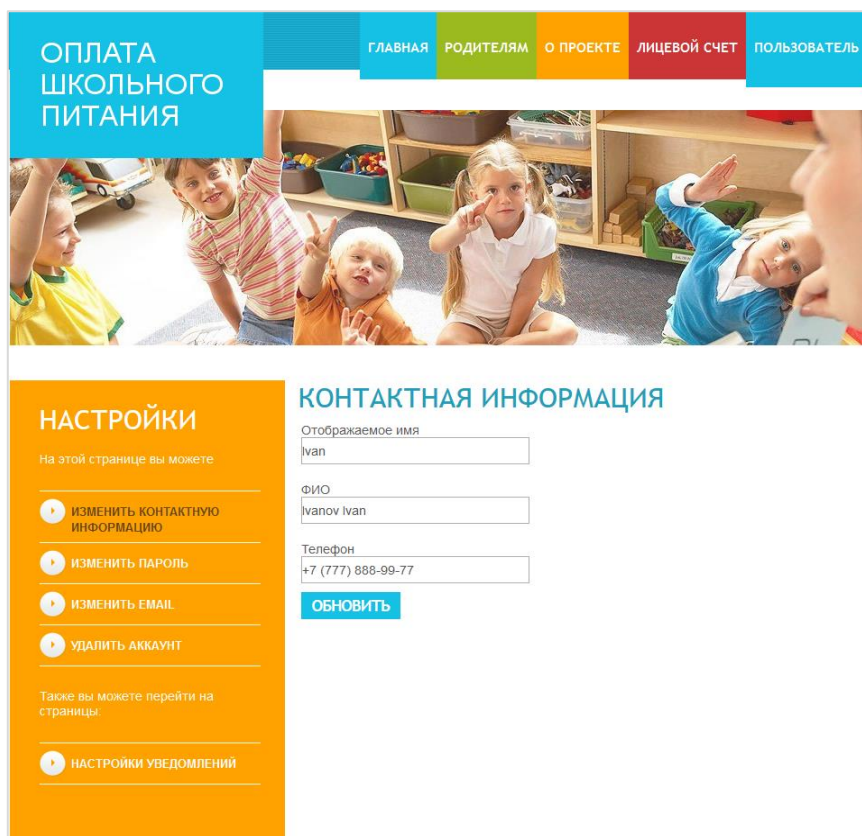 ОПЛАТА
ШКОЛЬНОГО
ПИТАНИЯ
ГЛАВНАЯ
РОДИТЕЛЯМ
О ПРОЕКТЕ
ЛИЦЕВОЙ СЧЕТ
ПОЛЬЗОВАТЕЛЬ
НАСТРОЙКИ
На этой странице вы можете
ИЗМЕНИТЬ КОНТАКТНУЮ
ИНФОРМАЦИЮ
ИЗМЕНИТЬ ПАРОЛЬ
ИЗМЕНИТЬ EMAIL
УДАЛИТЬ АККАУНТ
Также вы можете перейти на
страницы:
НАСТРОЙКИ УВЕДОМЛЕНИЙ
КОНТАКТНАЯ ИНФОРМАЦИЯ
Отображаемое имя
Ivan
ФИО
Ivanov Ivan
Телефон
+7 (777) 888-99-77
ОБНОВИТЬ